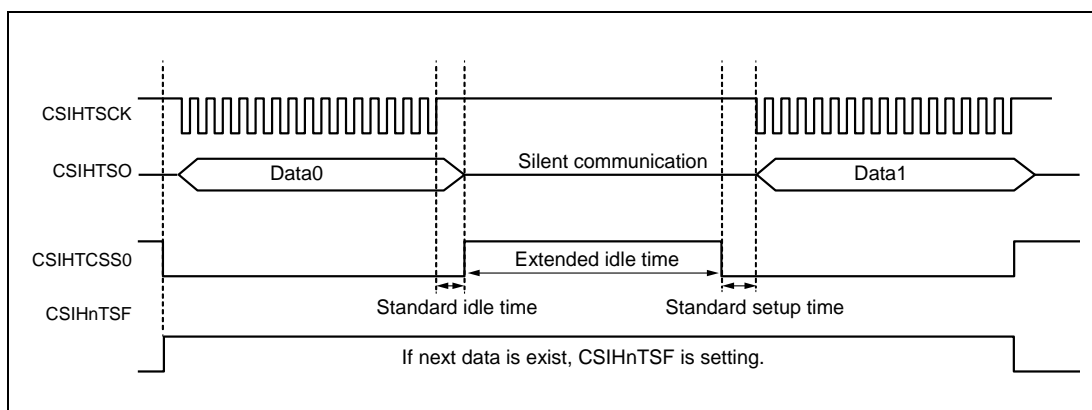 CSIHTSCK
CSIHTSO
Data0
Silent communication
Data1
CSIHTCSS0
Extended idle time
Standard idle time
Standard setup time
CSIHnTSF
If next data is exist, CSIHnTSF is setting.